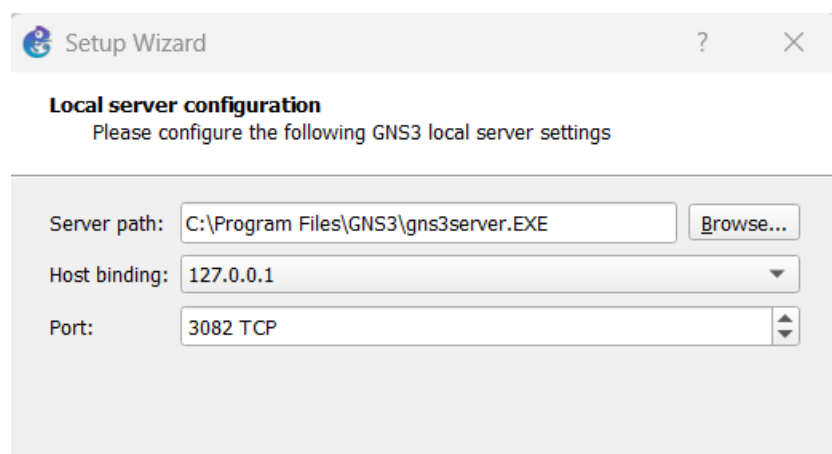 Setup Wizard
Local server configuration
Please configure the following GNS3 local server settings
Server path: C:\Program Files\GNS3\gns3server.EXE Browse...
Host binding: 127.0.0.1
Port: 3082 TCP